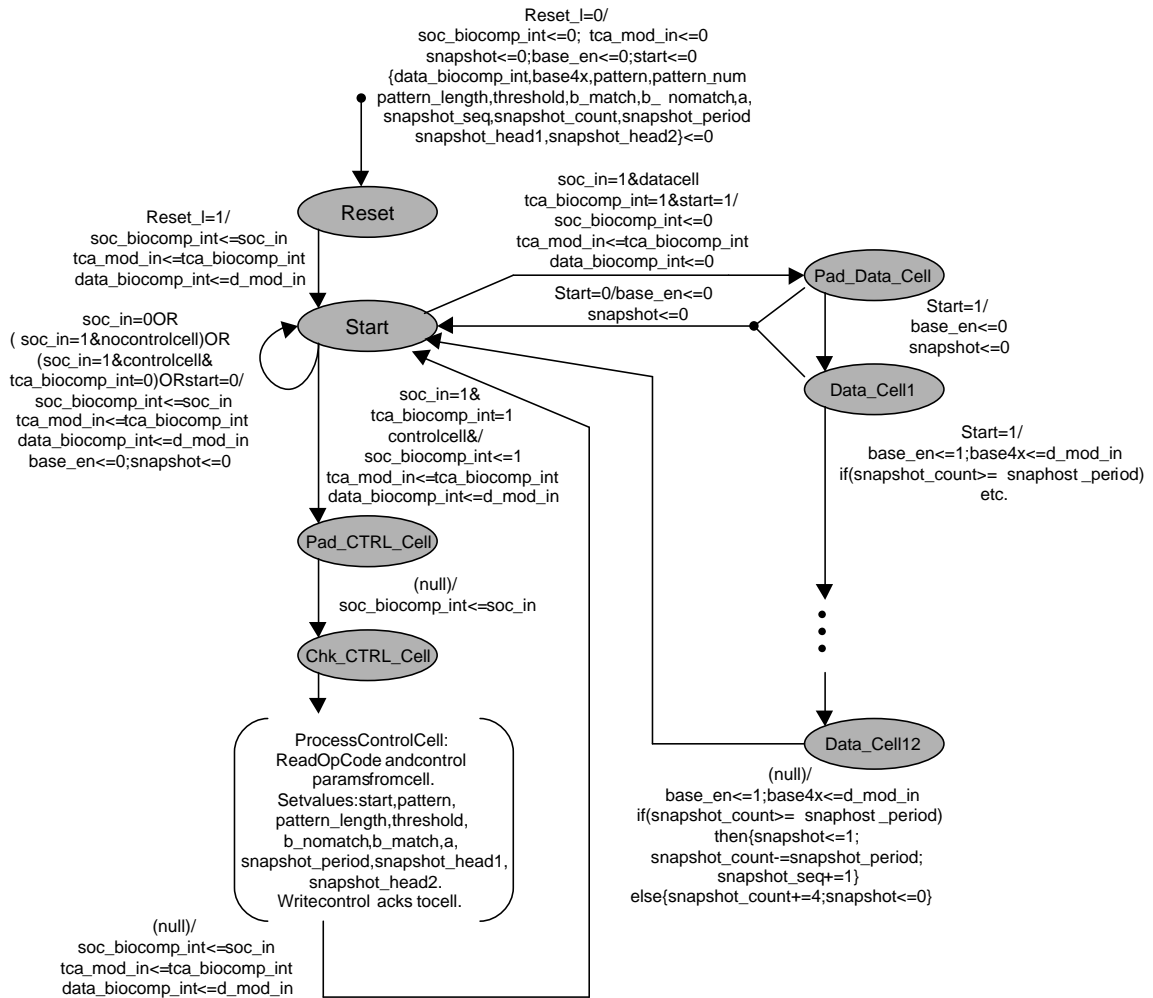 Reset_l=0/
soc_biocomp_int<=0; tca_mod_in<=0
snapshot<=0;base_en<=0;start<=0
{data_biocomp_int,base4x,pattern,pattern_num
pattern_length,threshold,b_match,b_ nomatch,a,
snapshot_seq,snapshot_count,snapshot_period
snapshot_head1,snapshot_head2}<=0
Reset
Reset_l=1/
soc_biocomp_int<=soc_in
tca_mod_in<=tca_biocomp_int
data_biocomp_int<=d_mod_in
soc_in=1&datacell
tca_biocomp_int=1&start=1/
soc_biocomp_int<=0
tca_mod_in<=tca_biocomp_int
data_biocomp_int<=0
Pad_Data_Cell
Start=0/base_en<=0
snapshot<=0
Start=1/
base_en<=0
snapshot<=0
Start
soc_in=0OR
( soc_in=1&nocontrolcell)OR
(soc_in=1&controlcell&
tca_biocomp_int=0)ORstart=0/
soc_biocomp_int<=soc_in
tca_mod_in<=tca_biocomp_int
data_biocomp_int<=d_mod_in
base_en<=0;snapshot<=0
Data_Cell1
soc_in=1&
tca_biocomp_int=1
controlcell&/
soc_biocomp_int<=1
tca_mod_in<=tca_biocomp_int
data_biocomp_int<=d_mod_in
Start=1/
base_en<=1;base4x<=d_mod_in
if(snapshot_count>= snaphost _period)
etc.
Pad_CTRL_Cell
(null)/
soc_biocomp_int<=soc_in
Chk_CTRL_Cell
ProcessControlCell:
ReadOpCode andcontrol
paramsfromcell.
Setvalues:start,pattern,
pattern_length,threshold,
b_nomatch,b_match,a,
snapshot_period,snapshot_head1,
snapshot_head2.
Writecontrol acks tocell.
Data_Cell12
(null)/
base_en<=1;base4x<=d_mod_in
if(snapshot_count>= snaphost _period)
then{snapshot<=1;
snapshot_count-=snapshot_period;
snapshot_seq+=1}
else{snapshot_count+=4;snapshot<=0}
(null)/
soc_biocomp_int<=soc_in
tca_mod_in<=tca_biocomp_int
data_biocomp_int<=d_mod_in